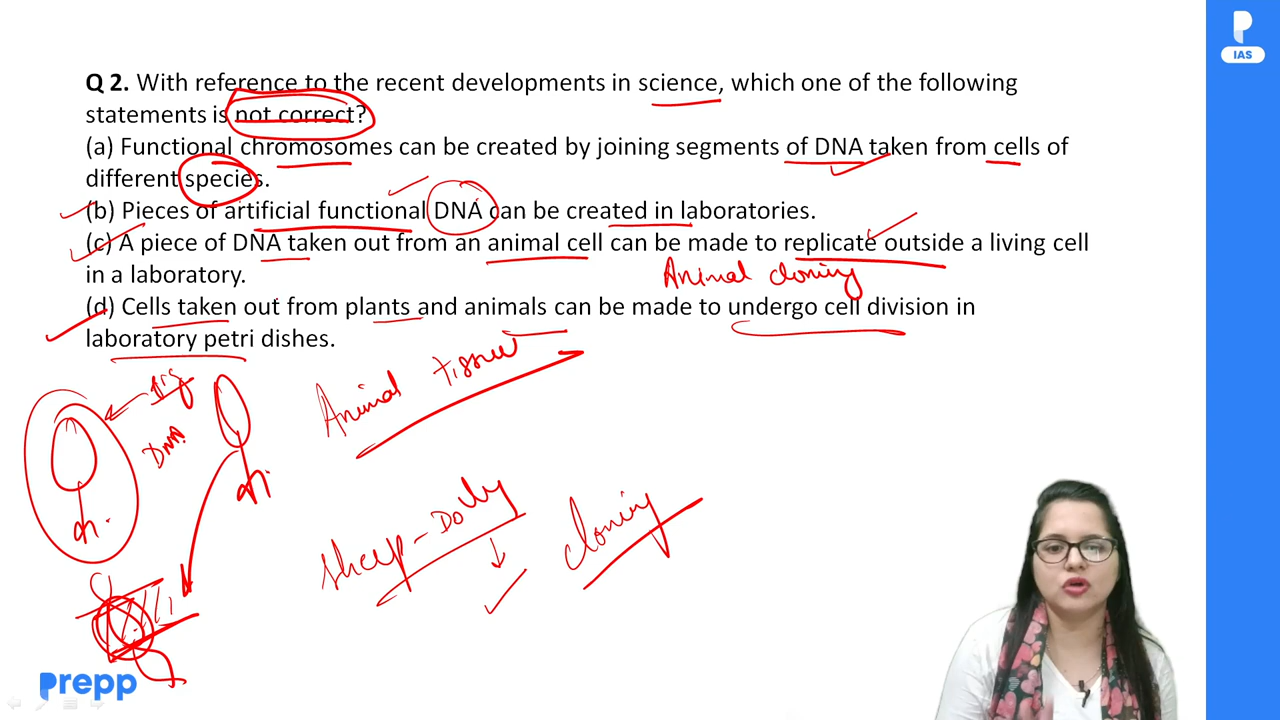 IAS
Q 2. With reference to the recent developments in science, which one of the following
statements is not correct?
(a) Functional chromosomes can be created by joining segments of DNA taken from cells of
different species.
(b) Pieces of artificial functional DNA can be created in laboratories.
(c) A piece of DNA taken out from an animal cell can be made to replicate outside a living cell
in a laboratory.
Animal cloning
(d) Cells taken out from plants and animals can be made to undergo cell division in
laboratory petri dishes.
Animal tissue
DNA
ch.
ch.
Sheep-Dolly
cloning
prepp